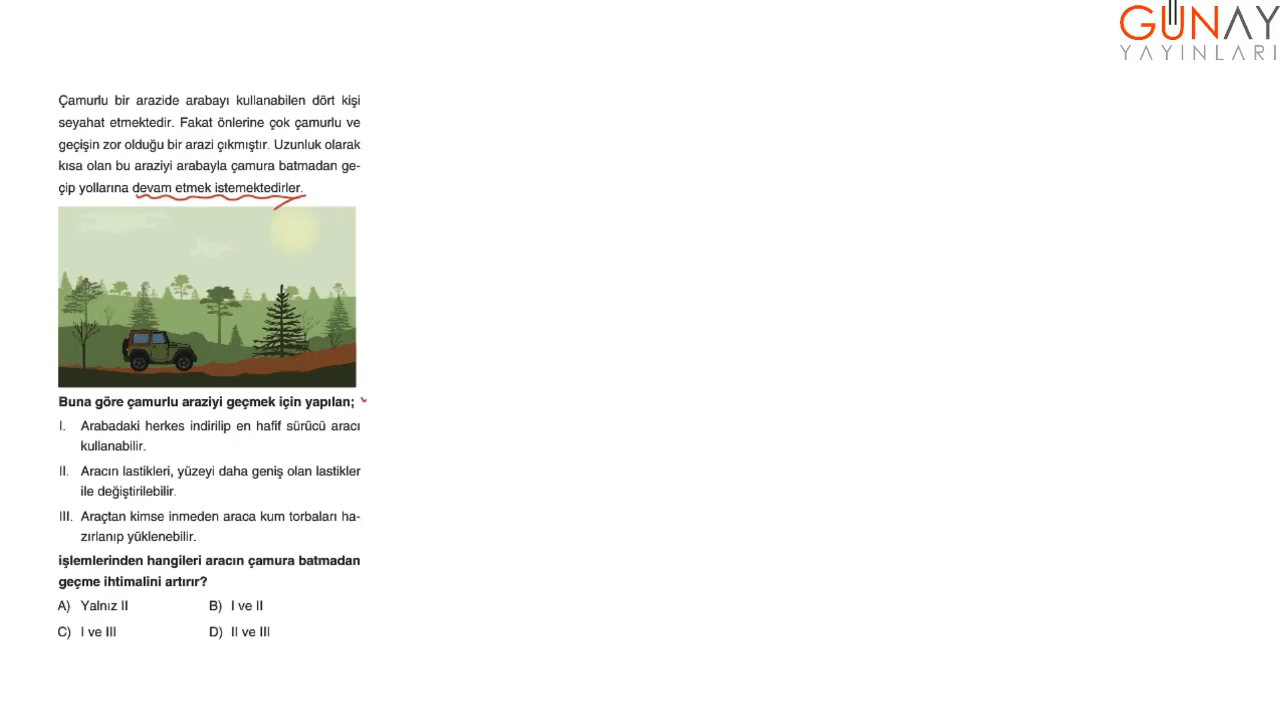 GÜNAY
YAYINLARI
Çamurlu bir arazide arabayı kullanabilen dört kişi
seyahat etmektedir. Fakat önlerine çok çamurlu ve
geçişin zor olduğu bir arazi çıkmıştır. Uzunluk olarak
kısa olan bu araziyi arabayla çamura batmadan ge-
çip yollarına devam etmek istemektedirler.
Buna göre çamurlu araziyi geçmek için yapılan;
I. Arabadaki herkes indirilip en hafif sürücü aracı
kullanabilir.
II. Aracın lastikleri, yüzeyi daha geniş olan lastikler
ile değiştirilebilir.
III. Araçtan kimse inmeden araca kum torbaları ha-
zırlanıp yüklenebilir.
işlemlerinden hangileri aracın çamura batmadan
geçme ihtimalini artırır?
A) Yalnız II B) I ve II
C) I ve III D) II ve III